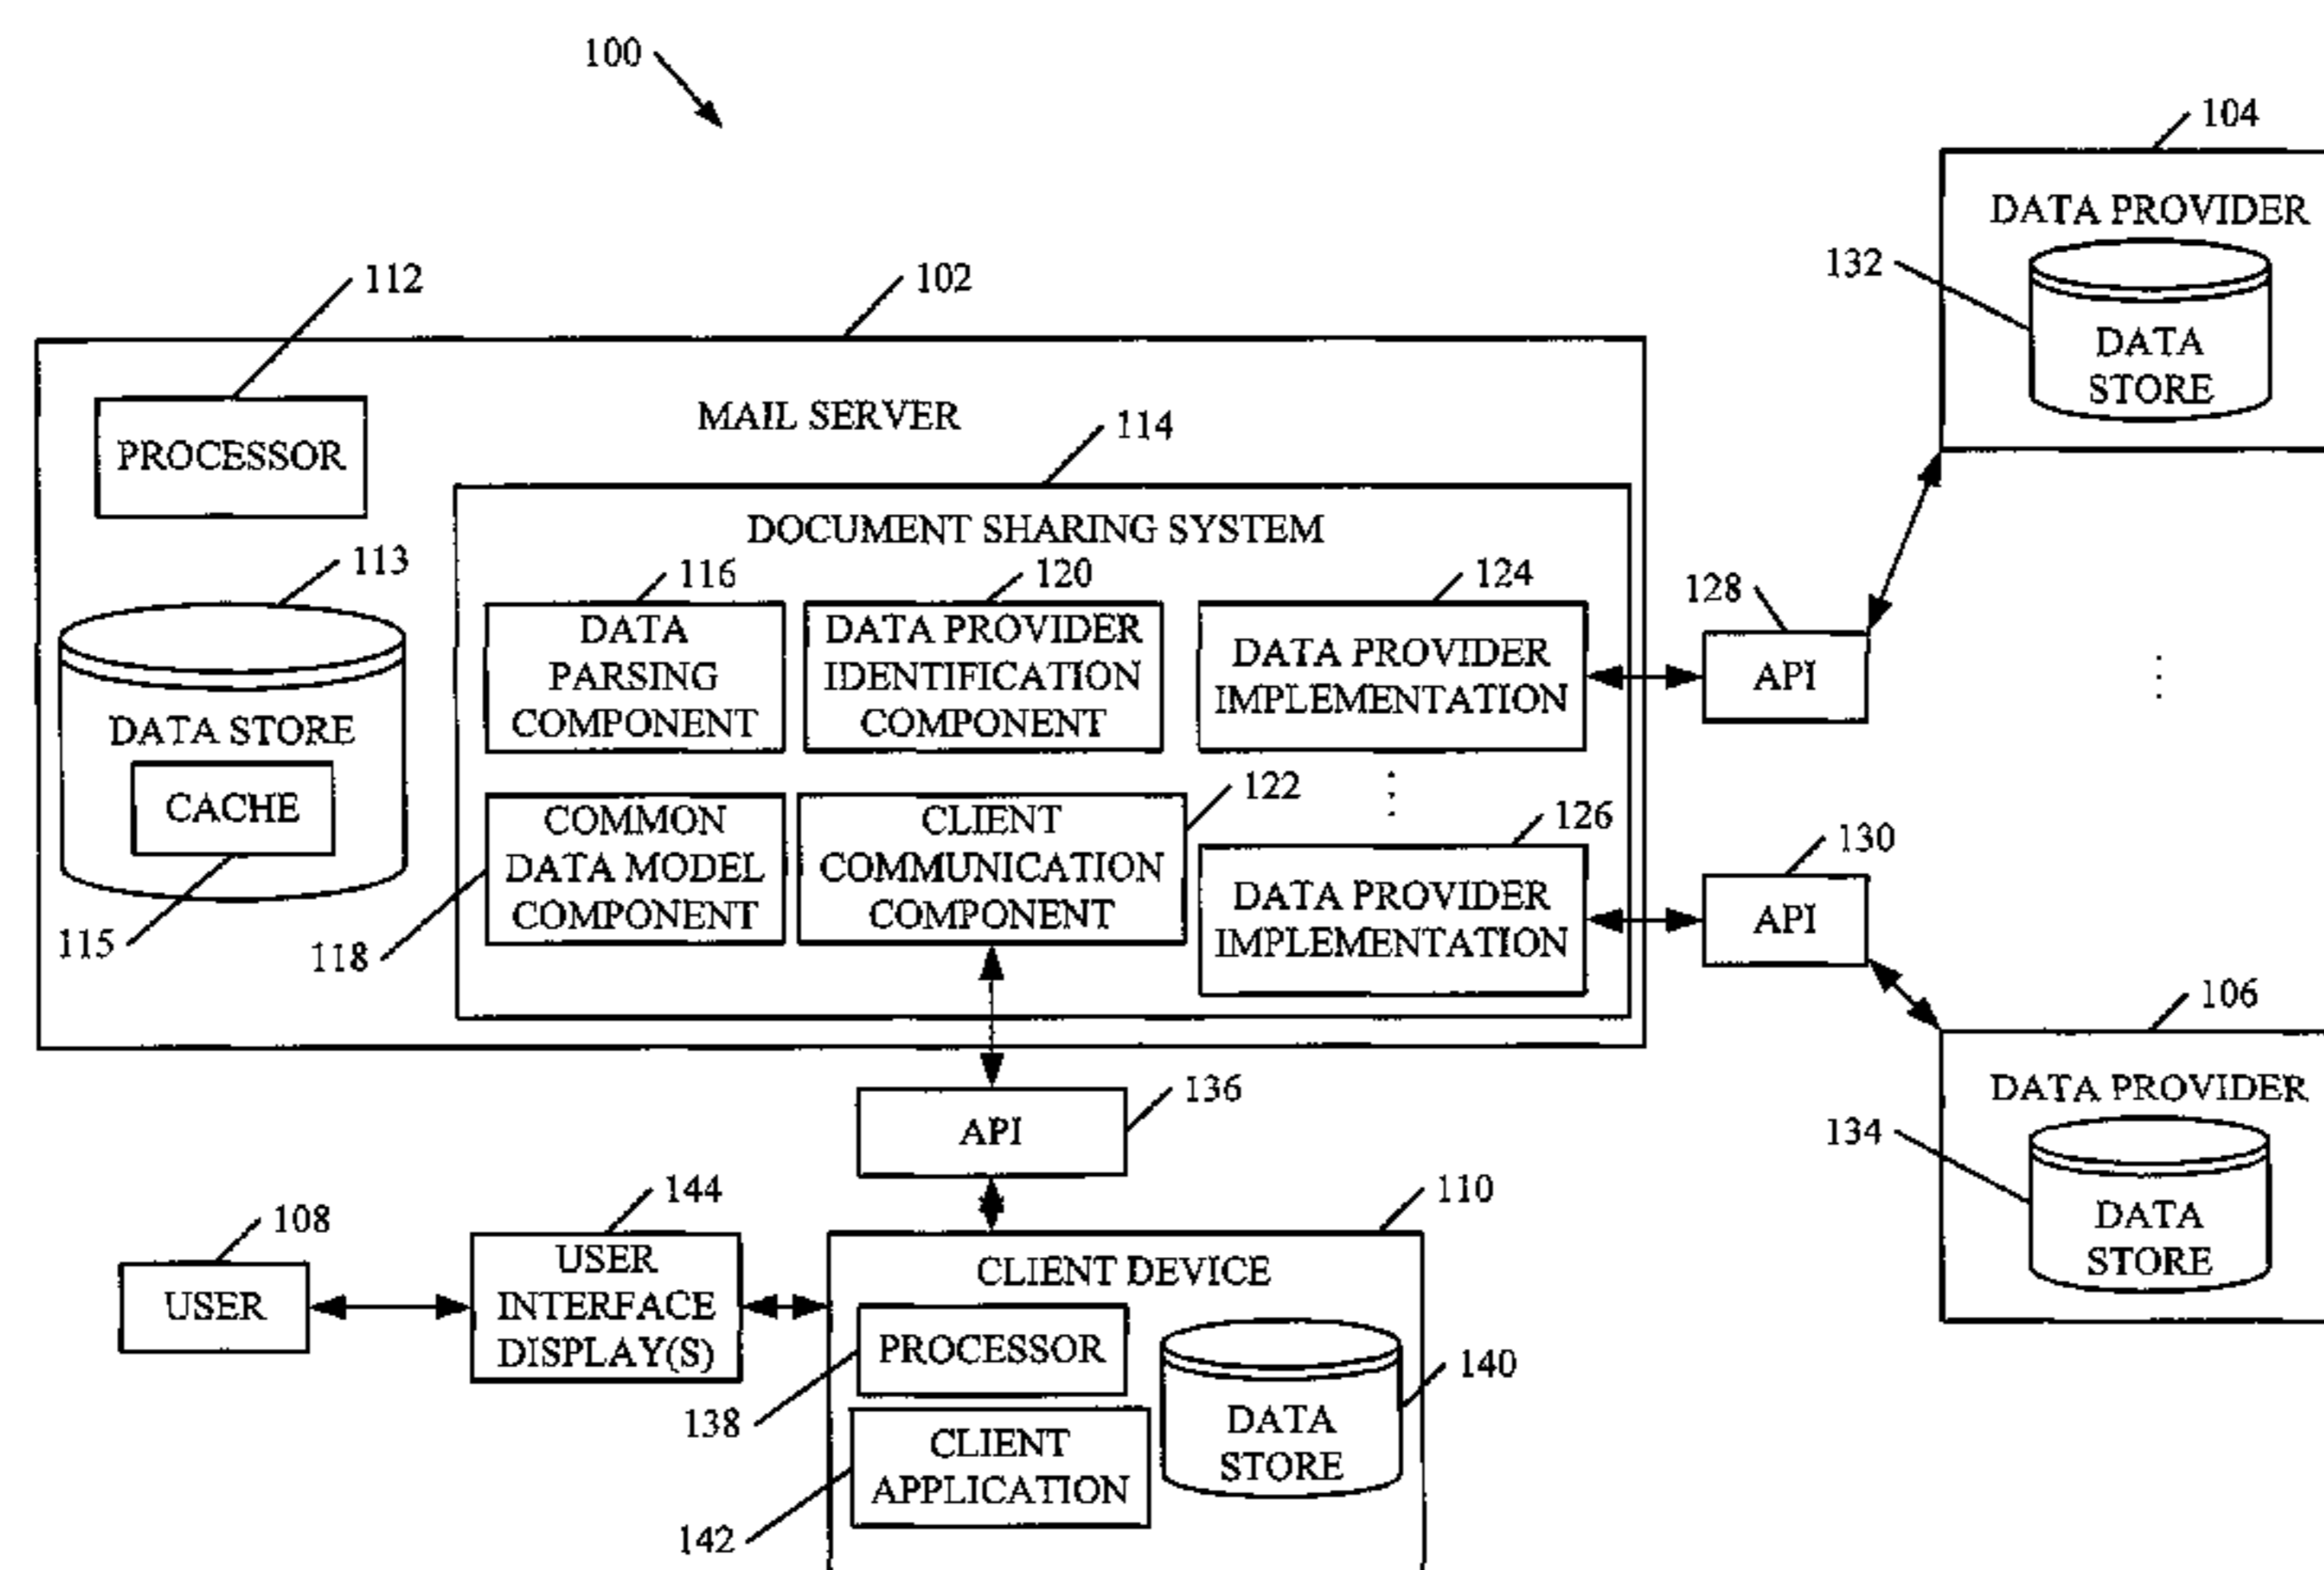 100
104
DATA PROVIDER
132
DATA
STORE
112
102
MAIL SERVER
PROCESSOR
114
DOCUMENT SHARING SYSTEM
113
DATA STORE
CACHE
115
116
DATA
PARSING
COMPONENT
120
DATA PROVIDER
IDENTIFICATION
COMPONENT
124
DATA PROVIDER
IMPLEMENTATION
128
API
118
COMMON
DATA MODEL
COMPONENT
122
CLIENT
COMMUNICATION
COMPONENT
126
DATA PROVIDER
IMPLEMENTATION
130
API
106
DATA PROVIDER
134
DATA
STORE
136
API
108
USER
144
USER
INTERFACE
DISPLAY(S)
110
CLIENT DEVICE
PROCESSOR
138
CLIENT
APPLICATION
142
140
DATA
STORE